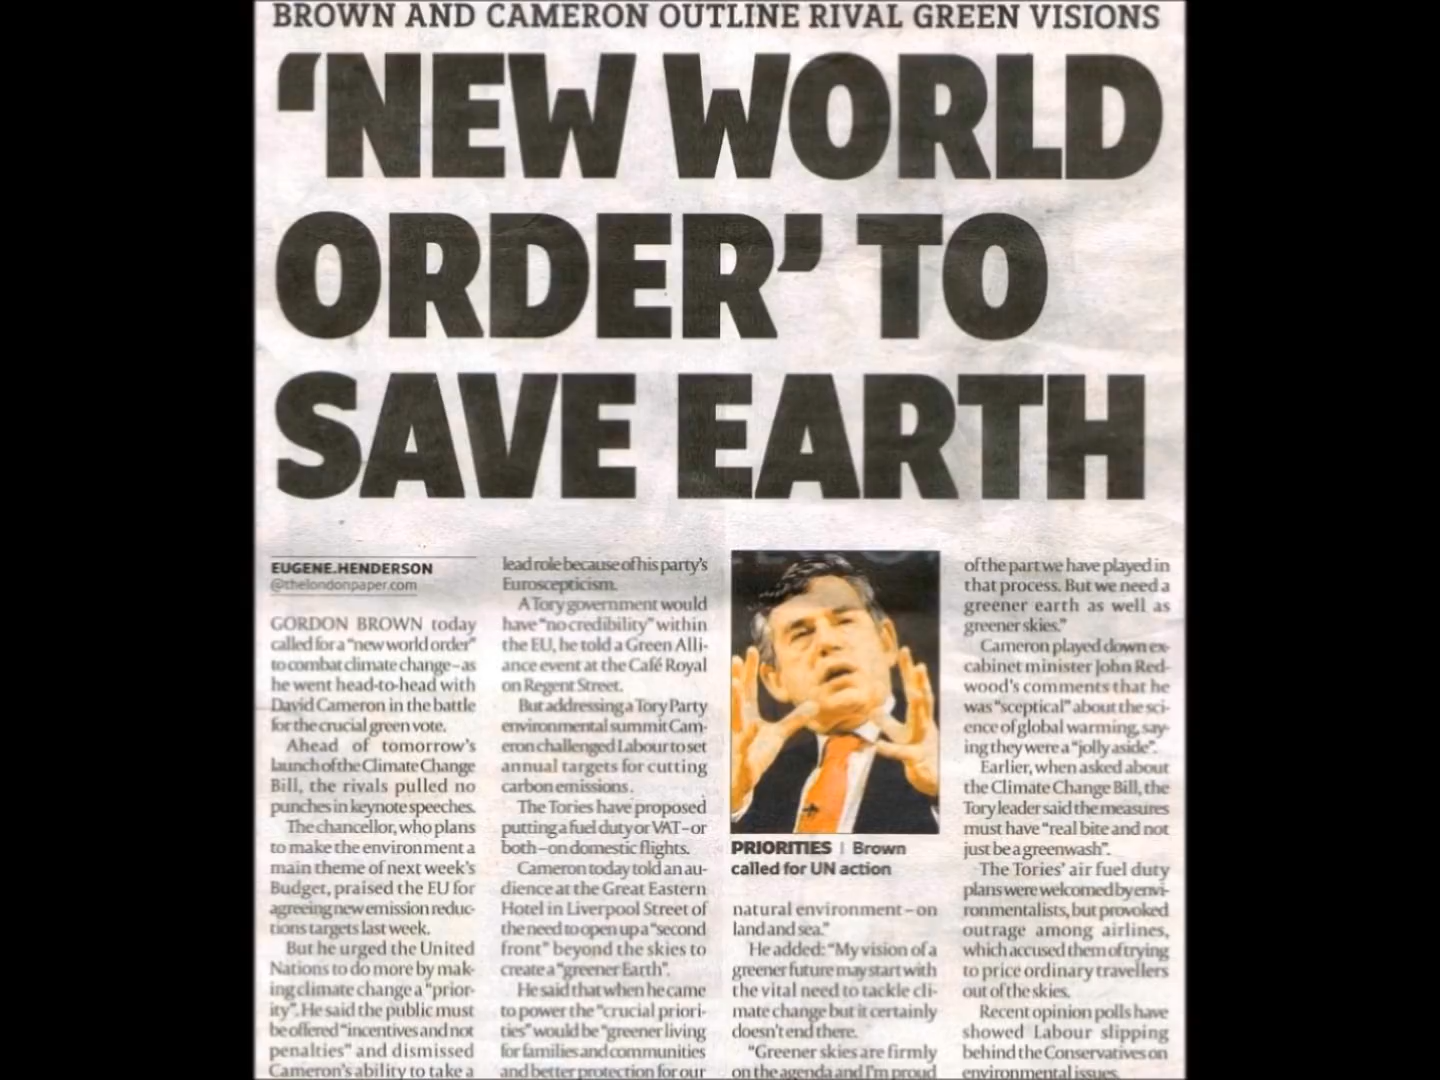 BROWN AND CAMERON OUTLINE RIVAL GREEN VISIONS
‘NEW WORLD
ORDER’ TO
SAVE EARTH
EUGENE.HENDERSON
@thelondonpaper.com
GORDON BROWN today
called for a “new world order”
to combat climate change – as
he went head-to-head with
David Cameron in the battle
for the crucial green vote.
Ahead of tomorrow’s
launch of the Climate Change
Bill, the rivals pulled no
punches in keynote speeches.
The chancellor, who plans
to make the environment a
main theme of next week’s
Budget, praised the EU for
agreeing new emission reduc-
tions targets last week.
But he urged the United
Nations to do more by mak-
ing climate change a “prior-
ity”. He said the public must
be offered “incentives and not
penalties” and dismissed
Cameron’s ability to take a
lead role because of his party’s
Euroscepticism.
A Tory government would
have “no credibility” within
the EU, he told a Green Alli-
ance event at the Café Royal
on Regent Street.
But addressing a Tory Party
environmental summit Cam-
eron challenged Labour to set
annual targets for cutting
carbon emissions.
The Tories have proposed
putting a fuel duty or VAT – or
both – on domestic flights.
Cameron today told an au-
dience at the Great Eastern
Hotel in Liverpool Street of
the need to open up a “second
front” beyond the skies to
create a “greener Earth”.
He said that when he came
to power the “crucial priori-
ties” would be “greener living
for families and communities
and better protection for our
PRIORITIES | Brown
called for UN action
natural environment – on
land and sea.”
He added: “My vision of a
greener future may start with
the vital need to tackle cli-
mate change but it certainly
doesn’t end there.
“Greener skies are firmly
on the agenda and I’m proud
of the part we have played in
that process. But we need a
greener earth as well as
greener skies.”
Cameron played down ex-
cabinet minister John Red-
wood’s comments that he
was “sceptical” about the sci-
ence of global warming, say-
ing they were a “jolly aside”.
Earlier, when asked about
the Climate Change Bill, the
Tory leader said the measures
must have “real bite and not
just be a greenwash”.
The Tories’ air fuel duty
plans were welcomed by envi-
ronmentalists, but provoked
outrage among airlines,
which accused them of trying
to price ordinary travellers
out of the skies.
Recent opinion polls have
showed Labour slipping
behind the Conservatives on
environmental issues.